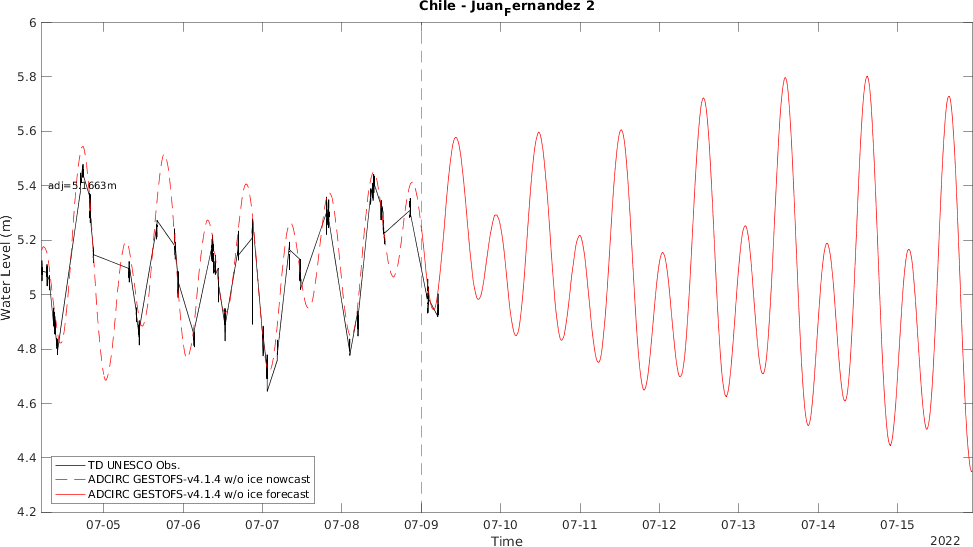 Chile - Juan_Fernandez 2
6
5.8
5.6
5.4
5.2
5
4.8
4.6
4.4
4.2
Water Level (m)
adj=5.1663m
TD UNESCO Obs.
ADCIRC GESTOFS-v4.1.4 w/o ice nowcast
ADCIRC GESTOFS-v4.1.4 w/o ice forecast
07-05 07-06 07-07 07-08 07-09 07-10 07-11 07-12 07-13 07-14 07-15
Time
2022